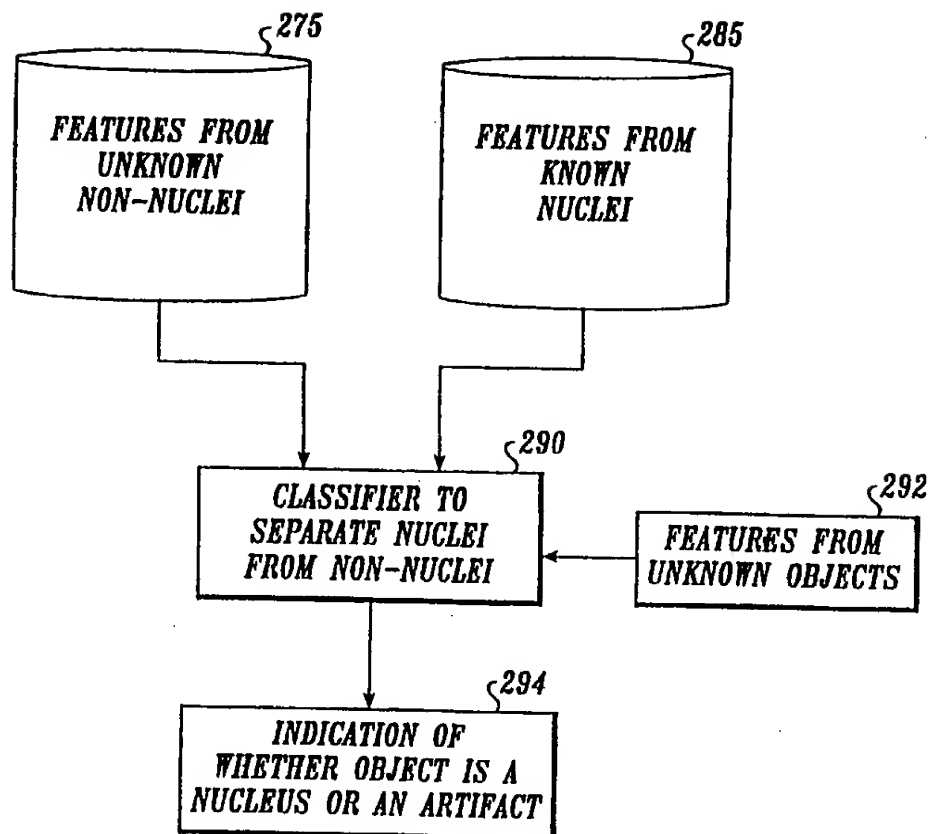 275
FEATURES FROM
UNKNOWN
NON-NUCLEI
285
FEATURES FROM
KNOWN
NUCLEI
290
CLASSIFIER TO
SEPARATE NUCLEI
FROM NON-NUCLEI
292
FEATURES FROM
UNKNOWN OBJECTS
294
INDICATION OF
WHETHER OBJECT IS A
NUCLEUS OR AN ARTIFACT